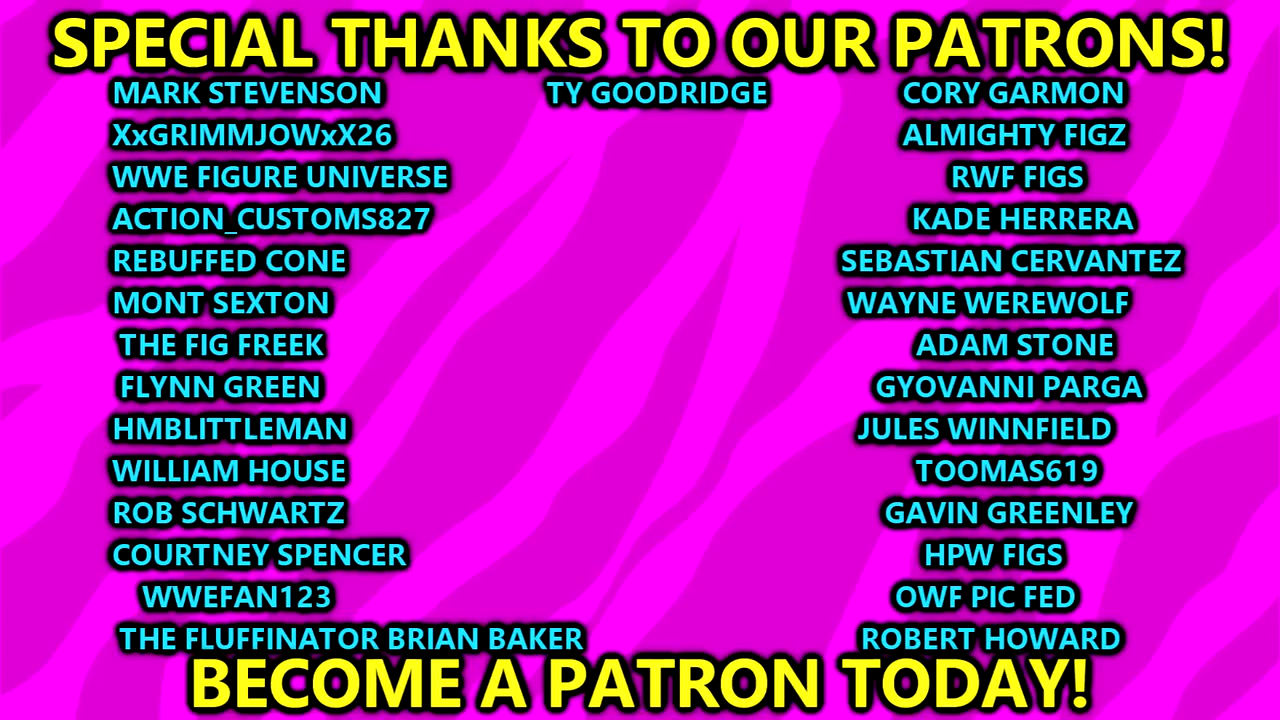 SPECIAL THANKS TO OUR PATRONS!
MARK STEVENSON TY GOODRIDGE CORY GARMON
XxGRIMMJOWxX26 ALMIGHTY FIGZ
WWE FIGURE UNIVERSE RWF FIGS
ACTION_CUSTOMS827 KADE HERRERA
REBUFFED CONE SEBASTIAN CERVANTEZ
MONT SEXTON WAYNE WEREWOLF
THE FIG FREEK ADAM STONE
FLYNN GREEN GYOVANNI PARGA
HMBLITTLEMAN JULES WINNFIELD
WILLIAM HOUSE TOOMAS619
ROB SCHWARTZ GAVIN GREENLEY
COURTNEY SPENCER HPW FIGS
WWEFAN123 OWF PIC FED
THE FLUFFINATOR BRIAN BAKER ROBERT HOWARD
BECOME A PATRON TODAY!